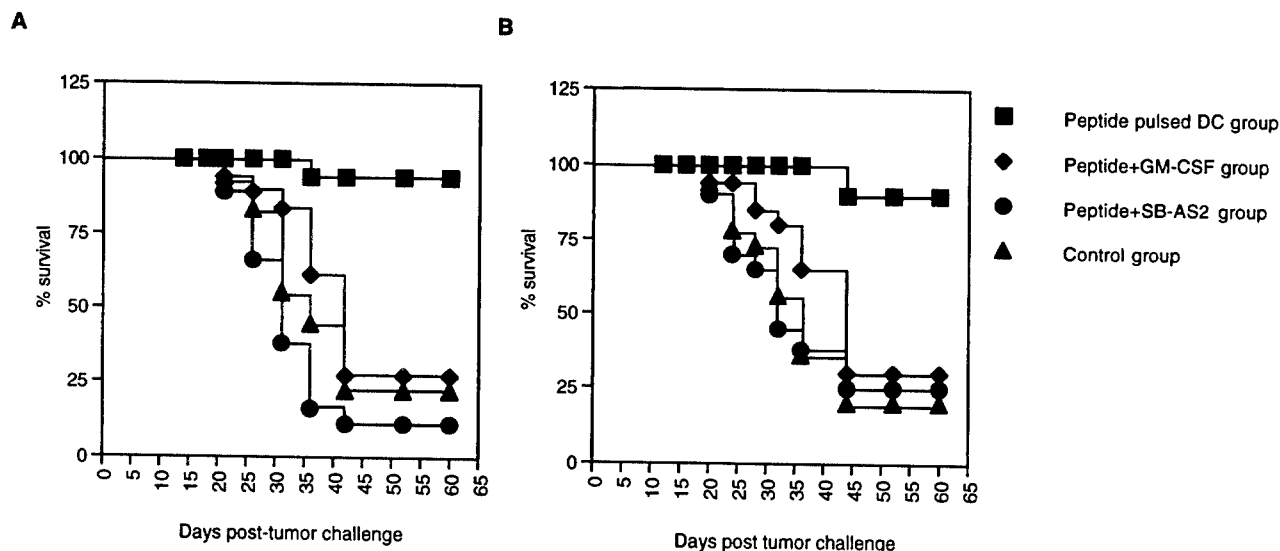 A
B
125
100
75
50
25
0
% survival
0 5 10 15 20 25 30 35 40 45 50 55 60 65
Days post-tumor challenge
125
100
75
50
25
0
% survival
0 5 10 15 20 25 30 35 40 45 50 55 60 65
Days post tumor challenge
Peptide pulsed DC group
Peptide+GM-CSF group
Peptide+SB-AS2 group
Control group